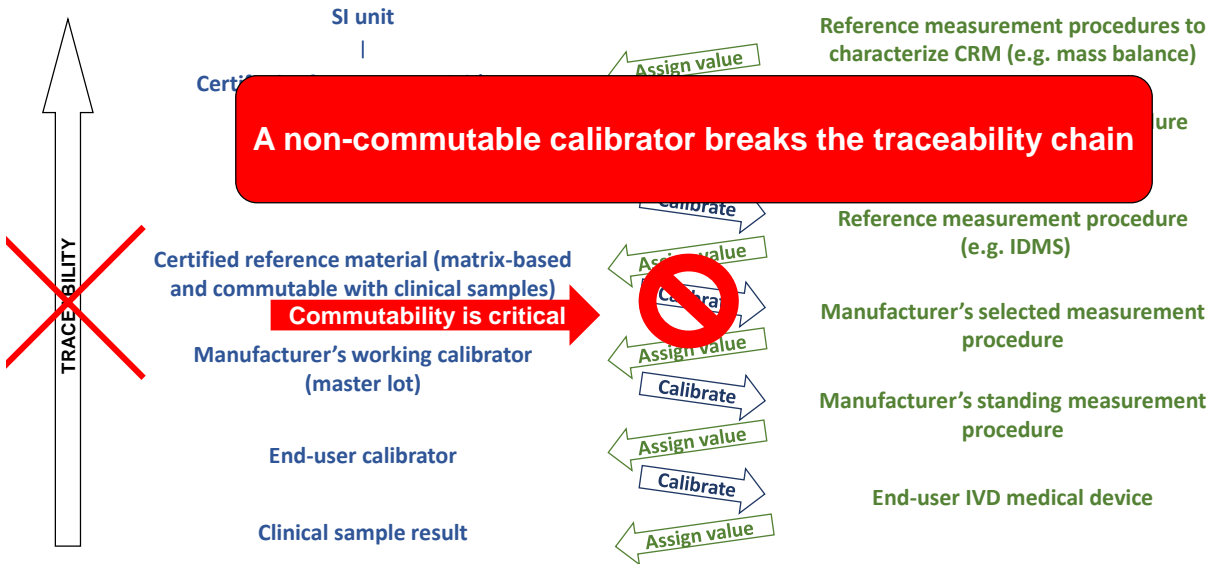 SI unit
|
Reference measurement procedures to
characterize CRM (e.g. mass balance)
Assign value
A non-commutable calibrator breaks the traceability chain
Calibrate
Reference measurement procedure
(e.g. IDMS)
Assign value
Certified reference material (matrix-based
and commutable with clinical samples)
Calibrate
Commutability is critical
Manufacturer’s selected measurement
procedure
Assign value
Manufacturer’s working calibrator
(master lot)
Calibrate
Manufacturer’s standing measurement
procedure
Assign value
End-user calibrator
Calibrate
End-user IVD medical device
Assign value
Clinical sample result
TRACEABILITY